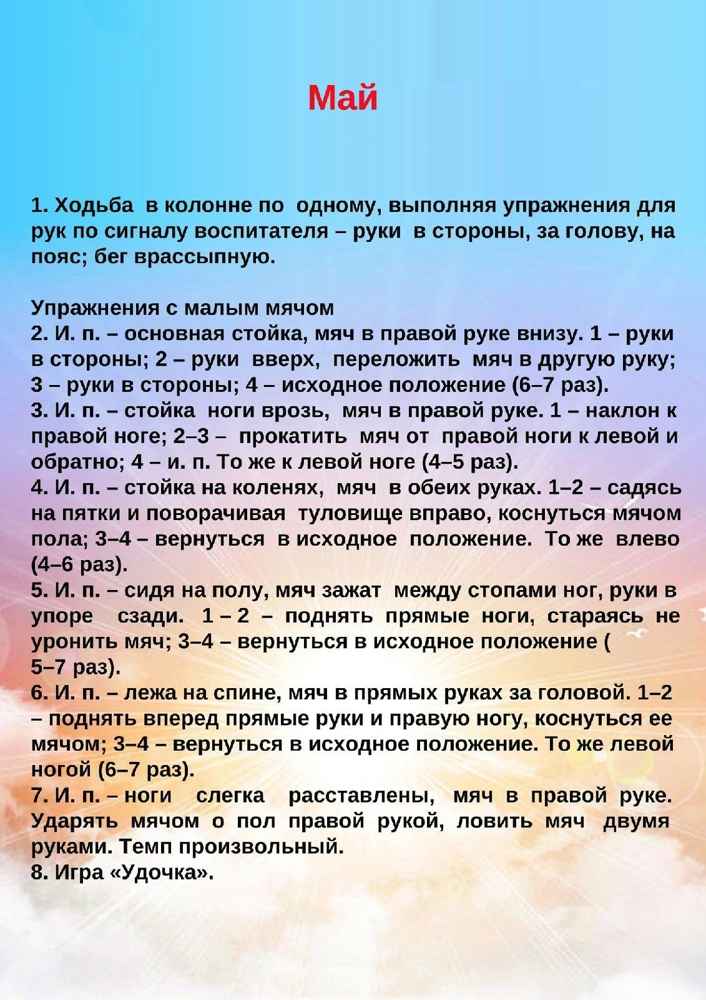 Май
1. Ходьба в колонне по одному, выполняя упражнения для
рук по сигналу воспитателя – руки в стороны, за голову, на
пояс; бег врассыпную.
Упражнения с малым мячом
2. И. п. – основная стойка, мяч в правой руке внизу. 1 – руки
в стороны; 2 – руки вверх, переложить мяч в другую руку;
3 – руки в стороны; 4 – исходное положение (6–7 раз).
3. И. п. – стойка ноги врозь, мяч в правой руке. 1 – наклон к
правой ноге; 2–3 – прокатить мяч от правой ноги к левой и
обратно; 4 – и. п. То же к левой ноге (4–5 раз).
4. И. п. – стойка на коленях, мяч в обеих руках. 1–2 – садясь
на пятки и поворачивая туловище вправо, коснуться мячом
пола; 3–4 – вернуться в исходное положение. То же влево
(4–6 раз).
5. И. п. – сидя на полу, мяч зажат между стопами ног, руки в
упоре сзади. 1 – 2 – поднять прямые ноги, стараясь не
уронить мяч; 3–4 – вернуться в исходное положение (
5–7 раз).
6. И. п. – лежа на спине, мяч в прямых руках за головой. 1–2
– поднять вперед прямые руки и правую ногу, коснуться ее
мячом; 3–4 – вернуться в исходное положение. То же левой
ногой (6–7 раз).
7. И. п. – ноги слегка расставлены, мяч в правой руке.
Ударять мячом о пол правой рукой, ловить мяч двумя
руками. Темп произвольный.
8. Игра «Удочка».